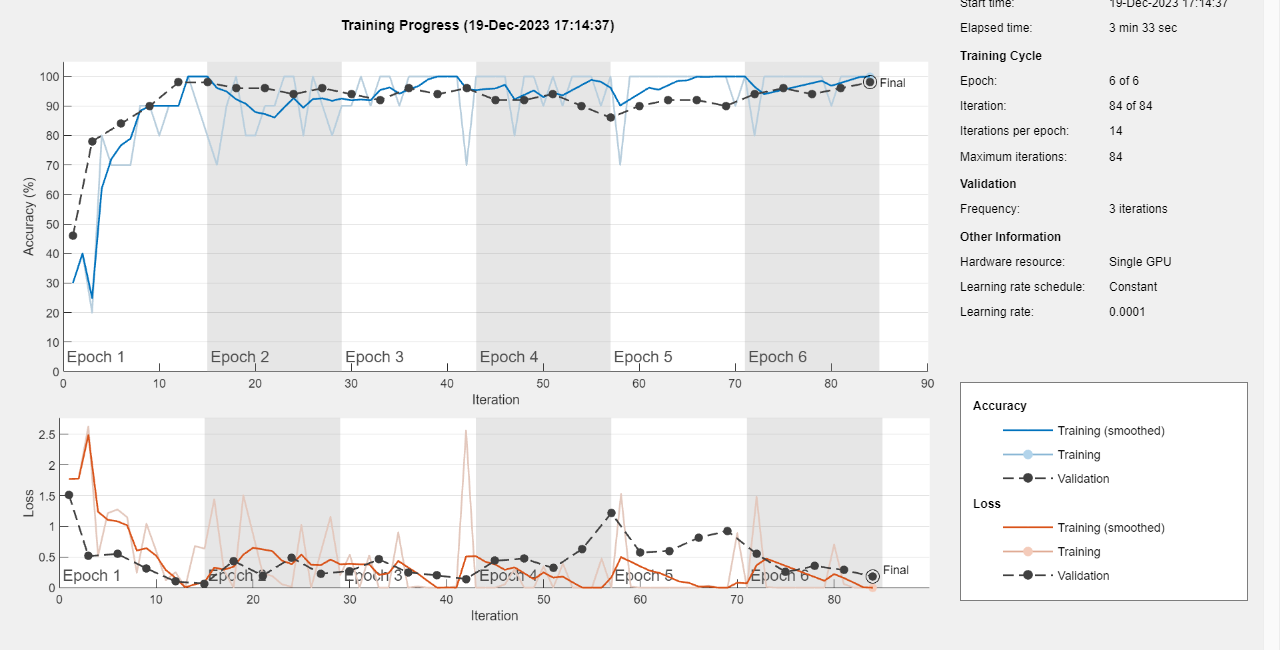 Training Progress (19-Dec-2023 17:14:37)
100
90
80
70
60
50
40
30
20
10
0
Accuracy (%)
Final
Epoch 1
Epoch 2
Epoch 3
Epoch 4
Epoch 5
Epoch 6
0 10 20 30 40 50 60 70 80 90
Iteration
2.5
2
1.5
1
0.5
0
Loss
Final
Epoch 1
Epoch 2
Epoch 3
Epoch 4
Epoch 5
Epoch 6
0 10 20 30 40 50 60 70 80
Iteration
Start time: 19-Dec-2023 17:14:37
Elapsed time: 3 min 33 sec
Training Cycle
Epoch: 6 of 6
Iteration: 84 of 84
Iterations per epoch: 14
Maximum iterations: 84
Validation
Frequency: 3 iterations
Other Information
Hardware resource: Single GPU
Learning rate schedule: Constant
Learning rate: 0.0001
Accuracy
Training (smoothed)
Training
Validation
Loss
Training (smoothed)
Training
Validation